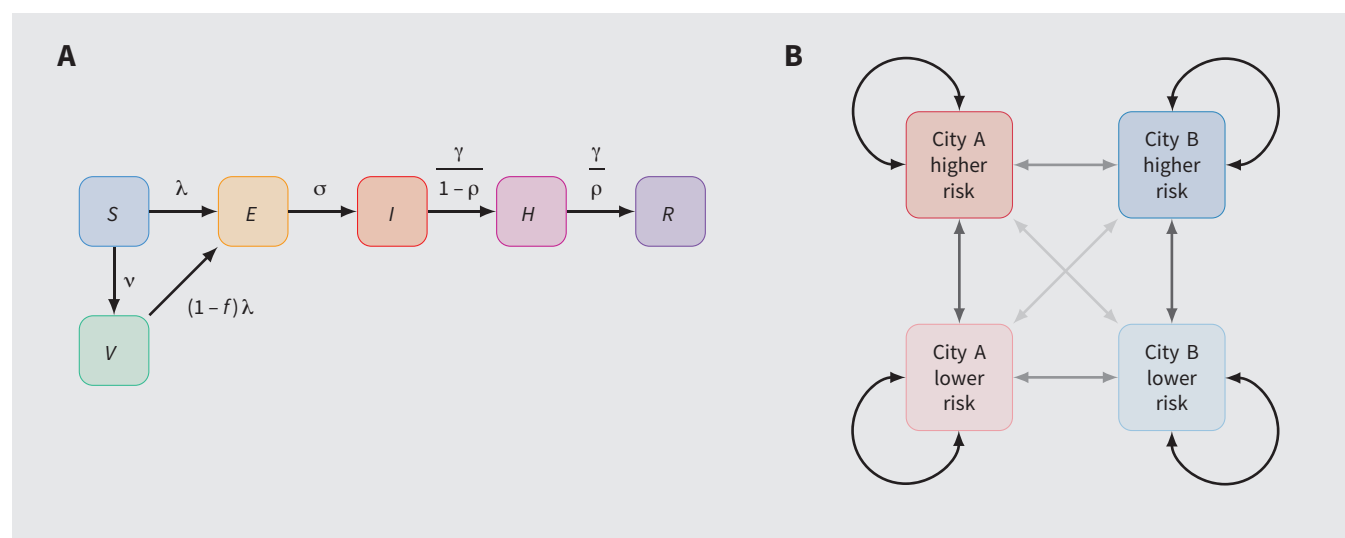 A
S
λ
E
σ
I
γ
1 – ρ
H
γ
ρ
R
ν
(1 – f) λ
V
B
City A
higher
risk
City B
higher
risk
City A
lower
risk
City B
lower
risk